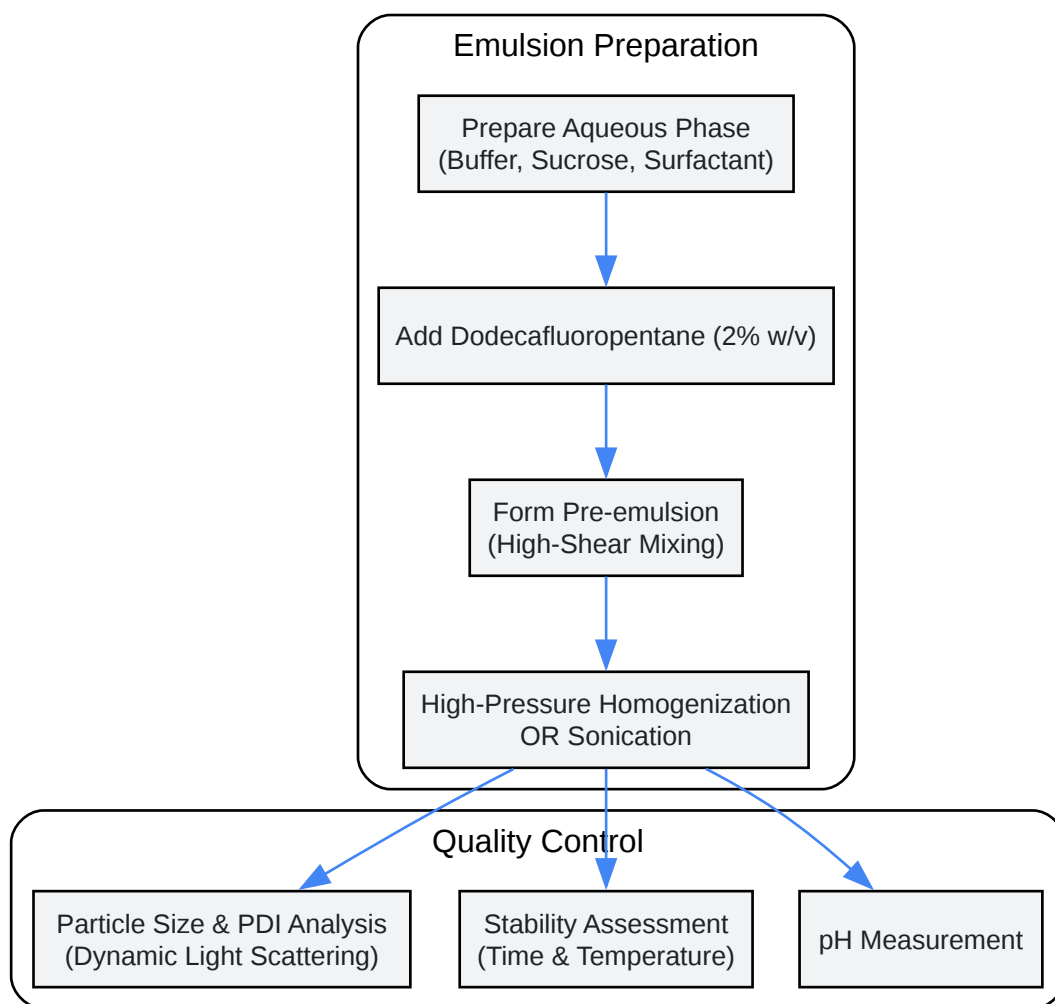 Emulsion Preparation
Prepare Aqueous Phase
(Buffer, Sucrose, Surfactant)
Add Dodecafluoropentane (2% w/v)
Form Pre-emulsion
(High-Shear Mixing)
High-Pressure Homogenization
OR Sonication
Quality Control
Particle Size & PDI Analysis
(Dynamic Light Scattering)
Stability Assessment
(Time & Temperature)
pH Measurement